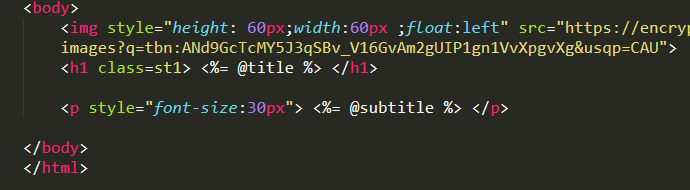 <body>
<img style="height: 60px;width:60px ;float:left" src="https://encryp
images?q=tbn:ANd9GcTcMY5J3qSBv_V16GvAm2gUIP1gn1VvXpgvXg&usqp=CAU">
<h1 class=st1> <%= @title %> </h1>
<p style="font-size:30px"> <%= @subtitle %> </p>
</body>
</html>